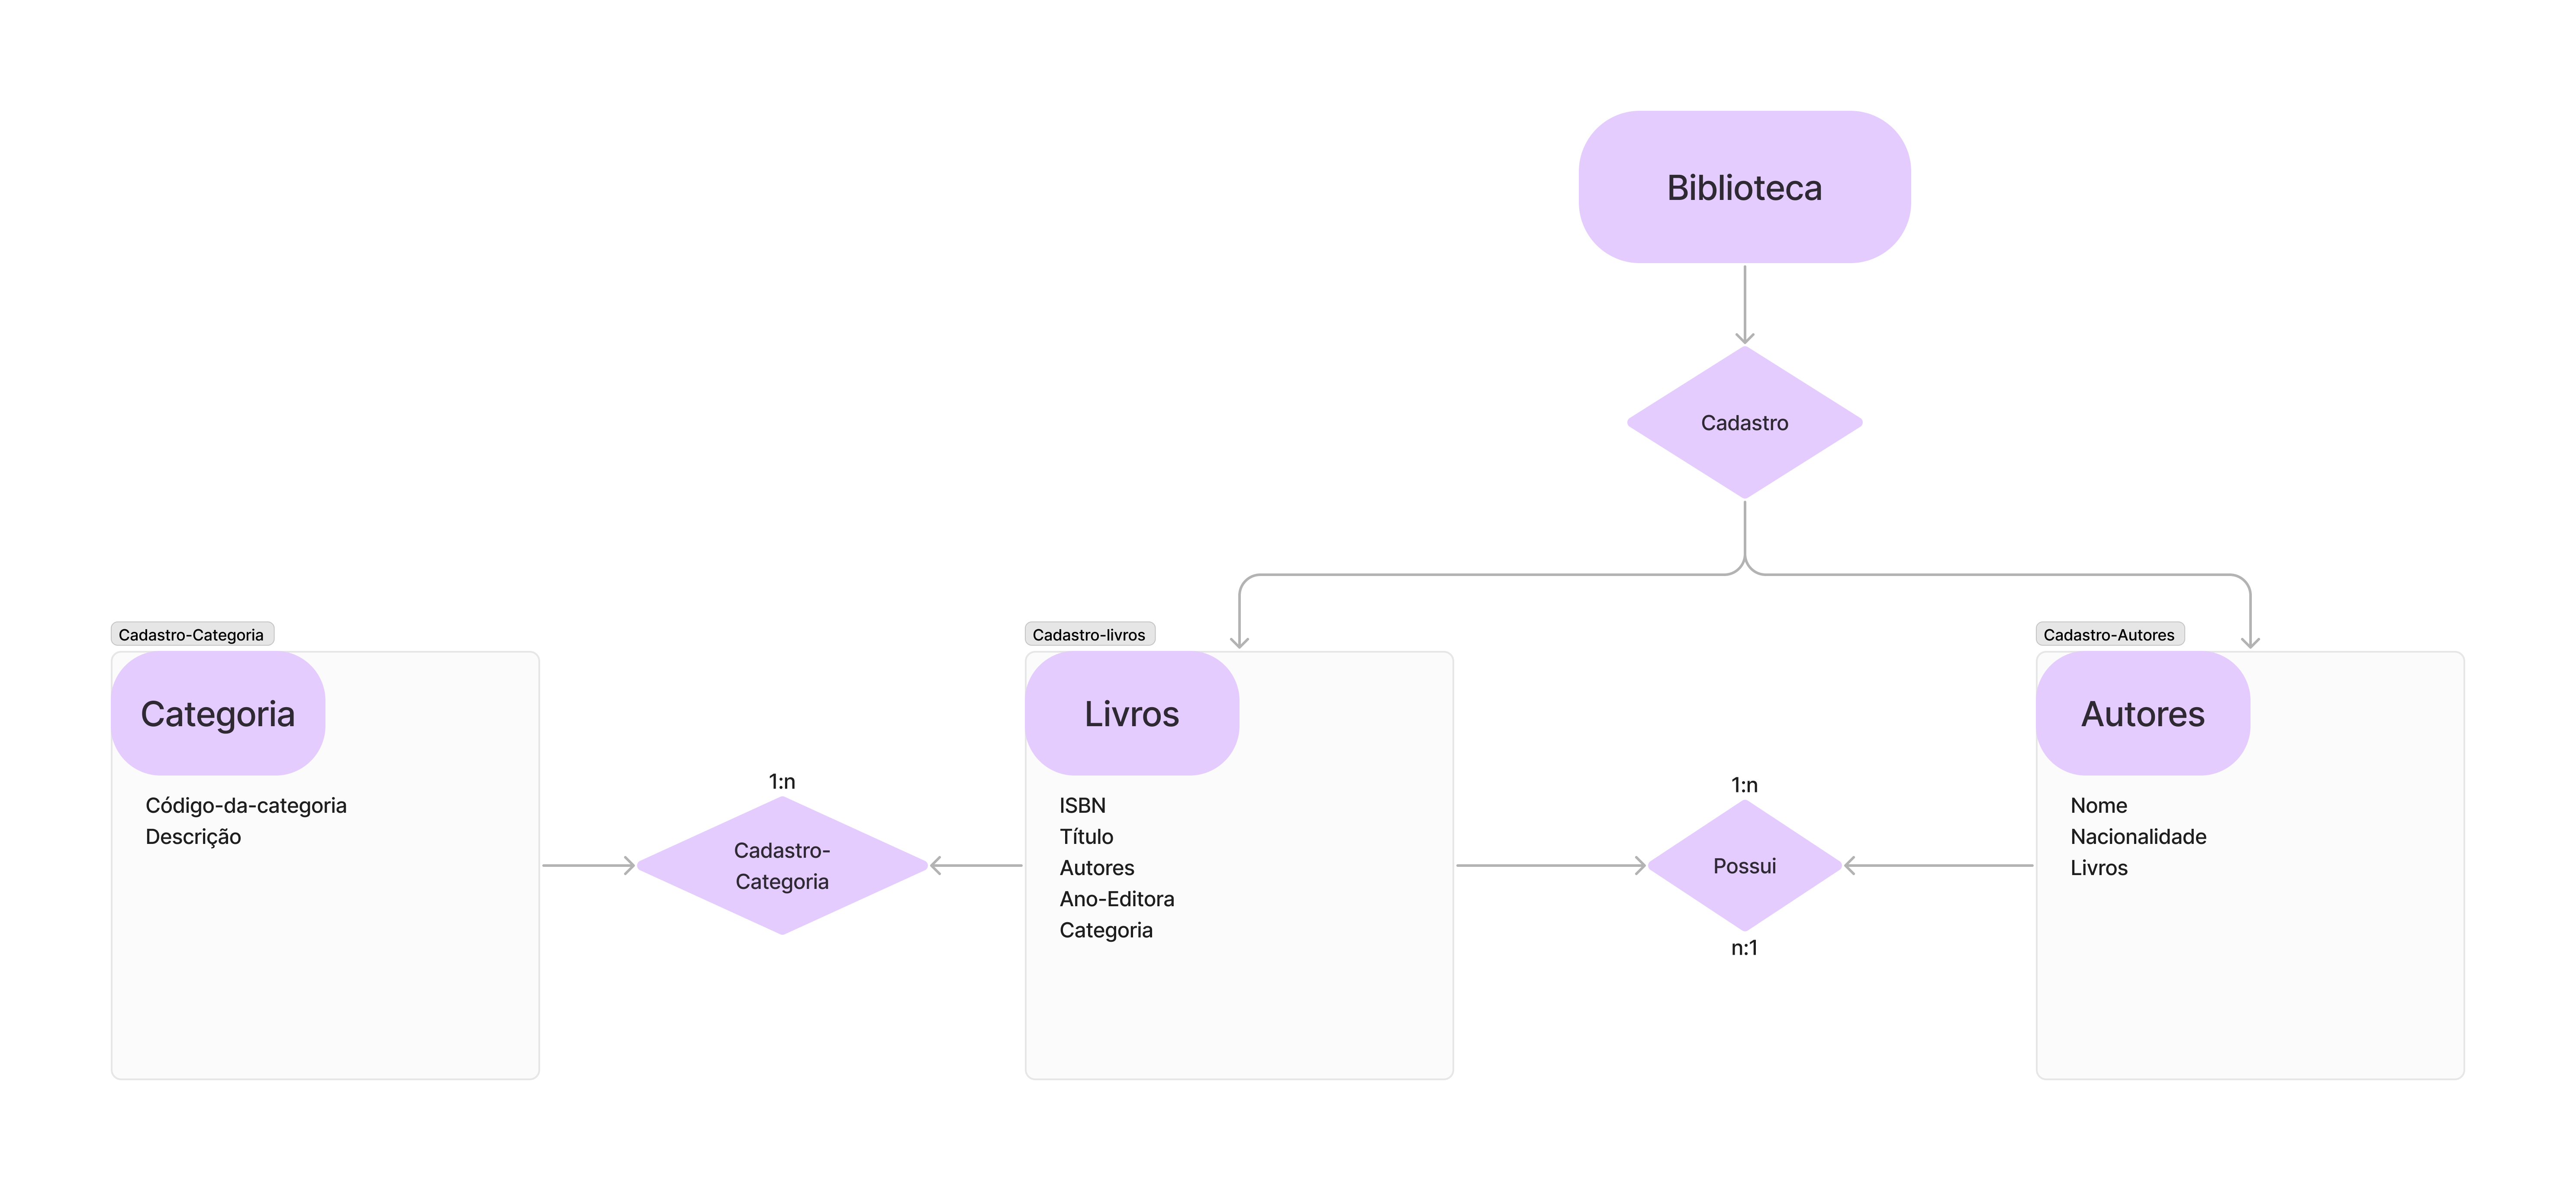 Biblioteca
Cadastro
Cadastro-Categoria
Categoria
Código-da-categoria
Descrição
1:n
Cadastro-
Categoria
Cadastro-livros
Livros
ISBN
Título
Autores
Ano-Editora
Categoria
1:n
Possui
n:1
Cadastro-Autores
Autores
Nome
Nacionalidade
Livros